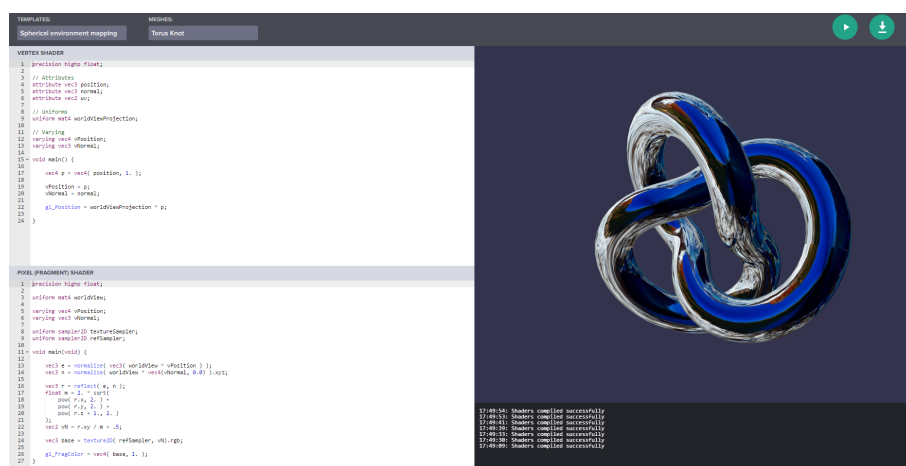 TEMPLATES: MESHES:
Spherical environment mapping Torus Knot
VERTEX SHADER
1 precision highp float;
2
3 // Attributes
4 attribute vec3 position;
5 attribute vec3 normal;
6 attribute vec2 uv;
7
8 // Uniforms
9 uniform mat4 worldViewProjection;
10
11 // Varying
12 varying vec4 vPosition;
13 varying vec3 vNormal;
14
15 void main() {
16
17 vec4 p = vec4( position, 1. );
18
19 vPosition = p;
20 vNormal = normal;
21
22 gl_Position = worldViewProjection * p;
23
24 }
PIXEL (FRAGMENT) SHADER
1 precision highp float;
2
3 uniform mat4 worldView;
4
5 varying vec4 vPosition;
6 varying vec3 vNormal;
7
8 uniform sampler2D textureSampler;
9 uniform sampler2D refSampler;
10
11 void main(void) {
12
13 vec3 e = normalize( vec3( worldView * vPosition ) );
14 vec3 n = normalize( worldView * vec4(vNormal, 0.0) ).xyz;
15
16 vec3 r = reflect( e, n );
17 float m = 2. * sqrt(
18 pow( r.x, 2. ) +
19 pow( r.y, 2. ) +
20 pow( r.z + 1., 2. )
21 );
22 vec2 vN = r.xy / m + .5;
23
24 vec3 base = texture2D( refSampler, vN).rgb;
25
26 gl_FragColor = vec4( base, 1. );
27 }
17:49:54: Shaders compiled successfully
17:49:53: Shaders compiled successfully
17:49:41: Shaders compiled successfully
17:49:39: Shaders compiled successfully
17:49:33: Shaders compiled successfully
17:49:30: Shaders compiled successfully
17:49:09: Shaders compiled successfully